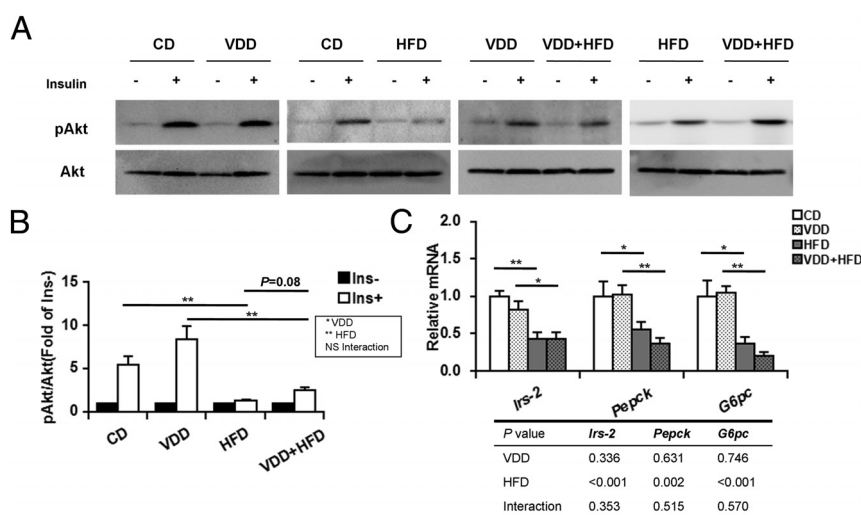 A
CD VDD CD HFD VDD VDD+HFD HFD VDD+HFD
Insulin - + - + - + - + - + - + - + - +
pAkt
Akt
B
pAkt/Akt(Fold of Ins-)
15
10
5
0
P=0.08
**
**
Ins-
Ins+
* VDD
** HFD
NS Interaction
CD VDD HFD VDD+HFD
C
Relative mRNA
2.0
1.5
1.0
0.5
0.0
** * * ** * **
CD
VDD
HFD
VDD+HFD
Irs-2 Pepck G6pc
P value Irs-2 Pepck G6pc
VDD 0.336 0.631 0.746
HFD <0.001 0.002 <0.001
Interaction 0.353 0.515 0.570